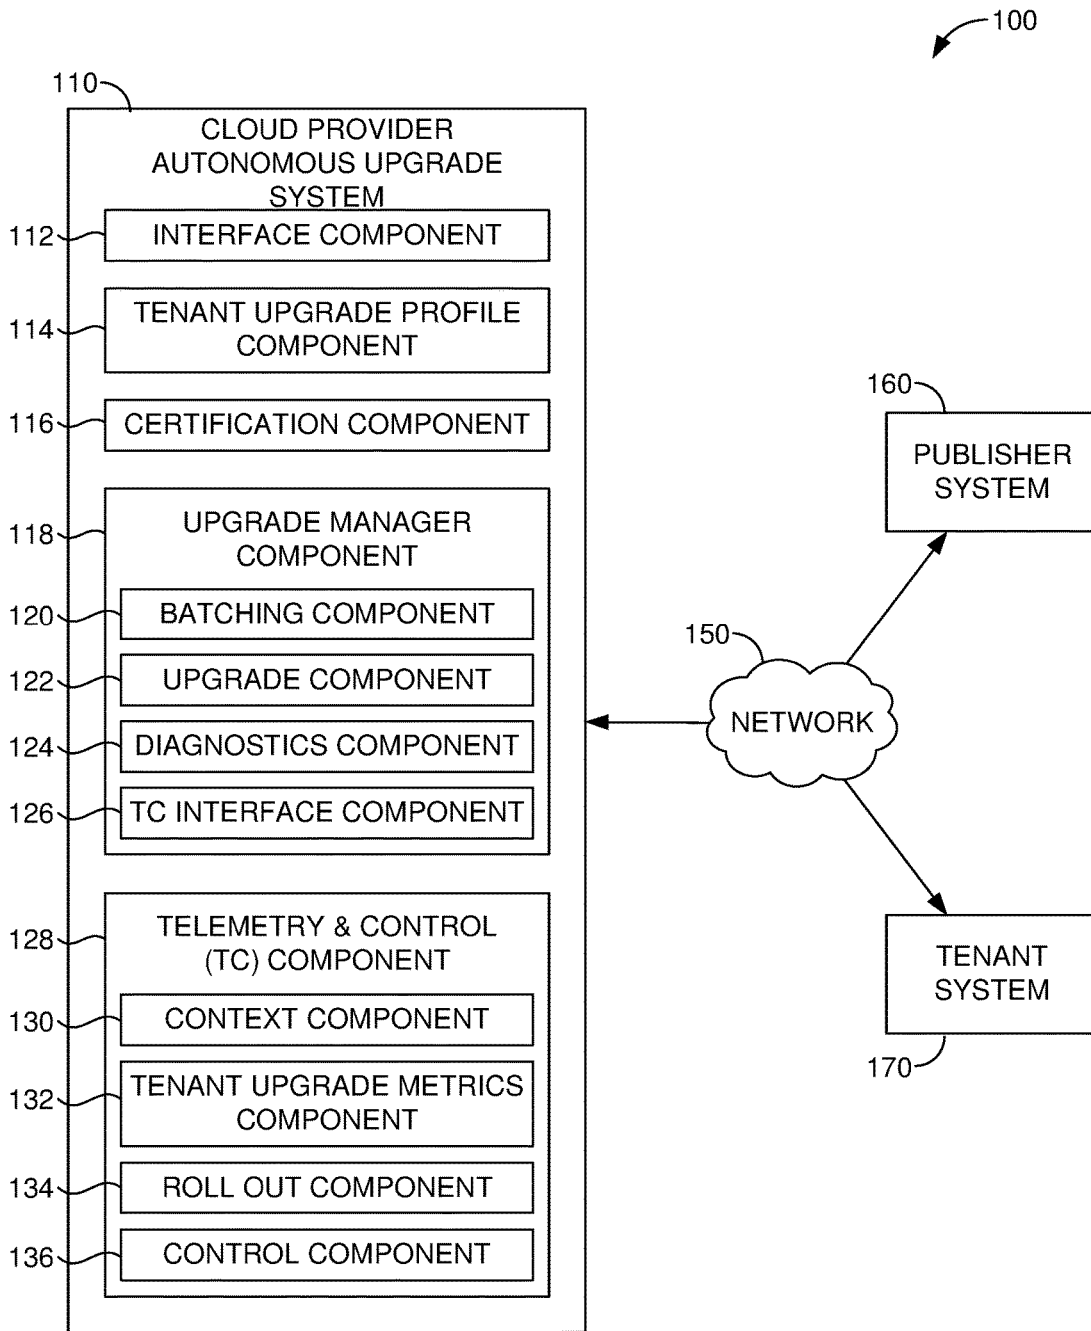 100
110
CLOUD PROVIDER
AUTONOMOUS UPGRADE
SYSTEM
112
INTERFACE COMPONENT
114
TENANT UPGRADE PROFILE
COMPONENT
116
CERTIFICATION COMPONENT
118
UPGRADE MANAGER
COMPONENT
120
BATCHING COMPONENT
122
UPGRADE COMPONENT
124
DIAGNOSTICS COMPONENT
126
TC INTERFACE COMPONENT
128
TELEMETRY & CONTROL
(TC) COMPONENT
130
CONTEXT COMPONENT
132
TENANT UPGRADE METRICS
COMPONENT
134
ROLL OUT COMPONENT
136
CONTROL COMPONENT
150
NETWORK
160
PUBLISHER
SYSTEM
TENANT
SYSTEM
170